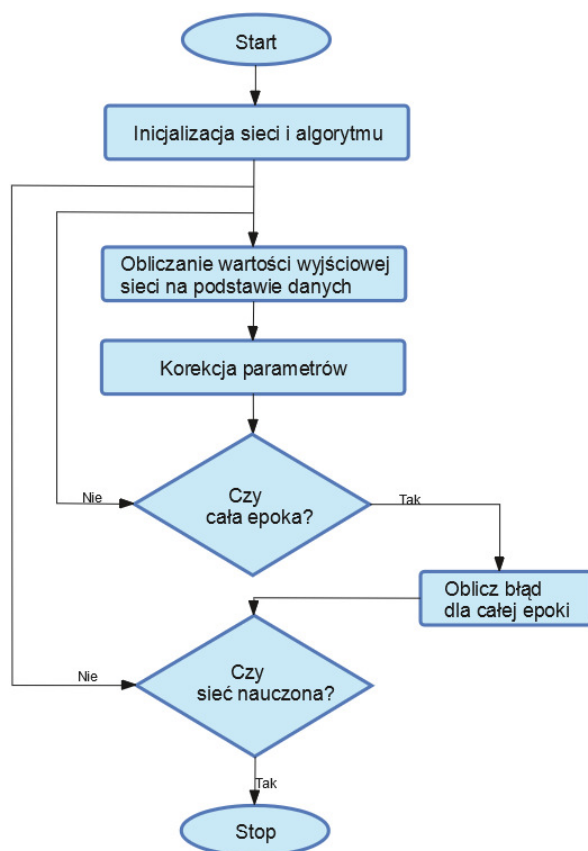 Start
Inicjalizacja sieci i algorytmu
Obliczanie wartości wyjściowej
sieci na podstawie danych
Korekcja parametrów
Czy
cała epoka?
Nie
Tak
Oblicz błąd
dla całej epoki
Czy
sieć nauczona?
Nie
Tak
Stop